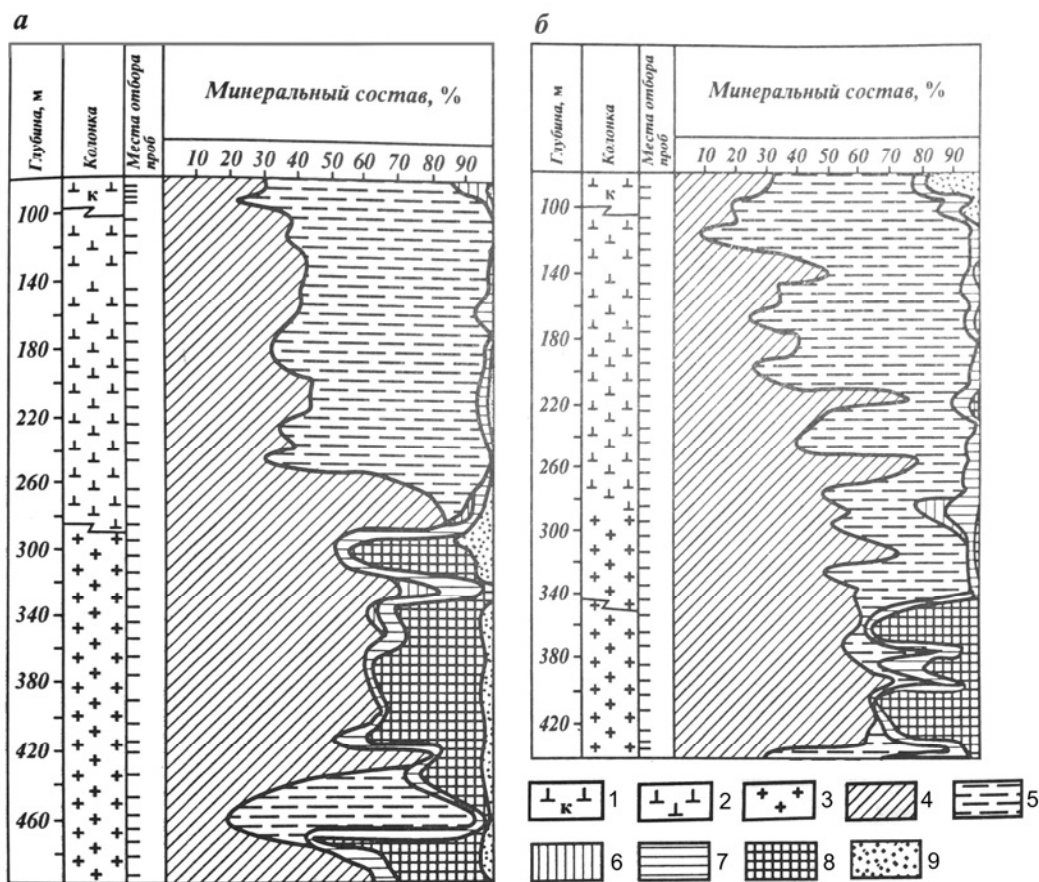 а
Глубина, м
Колонка
Места отбора
проб
Минеральный состав, %
10 20 30 40 50 60 70 80 90
к
100
140
180
220
260
300
340
380
420
460
б
Глубина, м
Колонка
Места отбора
проб
Минеральный состав, %
10 20 30 40 50 60 70 80 90
к
100
140
180
220
260
300
340
380
420
к 1
2
3
4
5
6
7
8
9